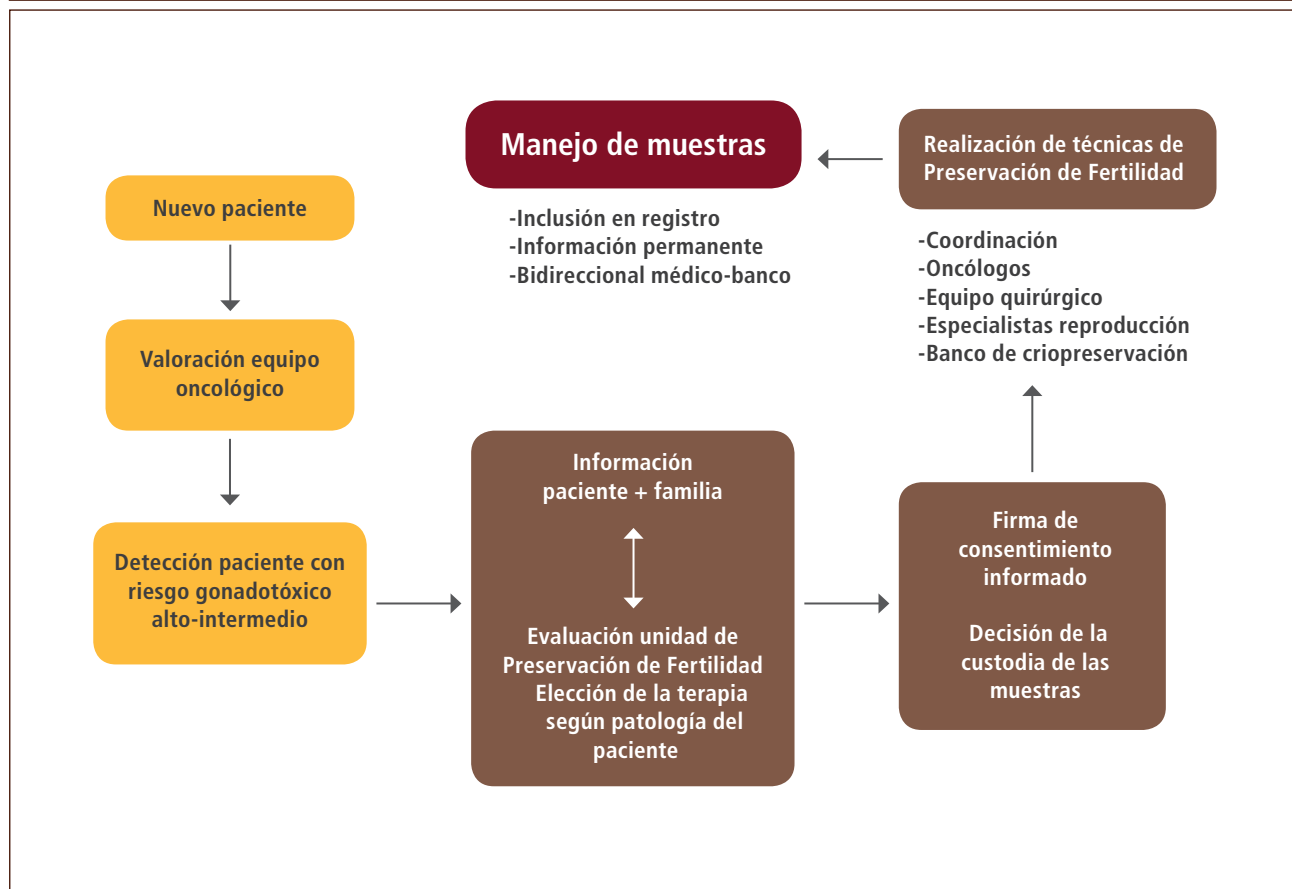 Nuevo paciente
Valoración equipo
oncológico
Detección paciente con
riesgo gonadotóxico
alto-intermedio
Información
paciente + familia
Evaluación unidad de
Preservación de Fertilidad
Elección de la terapia
según patología del
paciente
Firma de
consentimiento
informado
Decisión de la
custodia de las
muestras
Realización de técnicas de
Preservación de Fertilidad
-Coordinación
-Oncólogos
-Equipo quirúrgico
-Especialistas reproducción
-Banco de criopreservación
Manejo de muestras
-Inclusión en registro
-Información permanente
-Bidireccional médico-banco